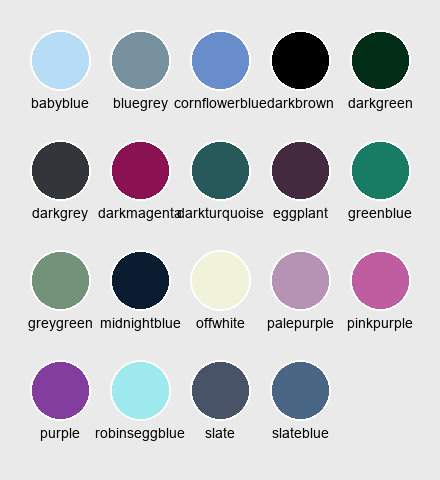 babyblue bluegrey cornflowerblue darkbrown darkgreen
darkgrey darkmagenta darkturquoise eggplant greenblue
greygreen midnightblue offwhite palepurple pinkpurple
purple robinseggblue slate slateblue